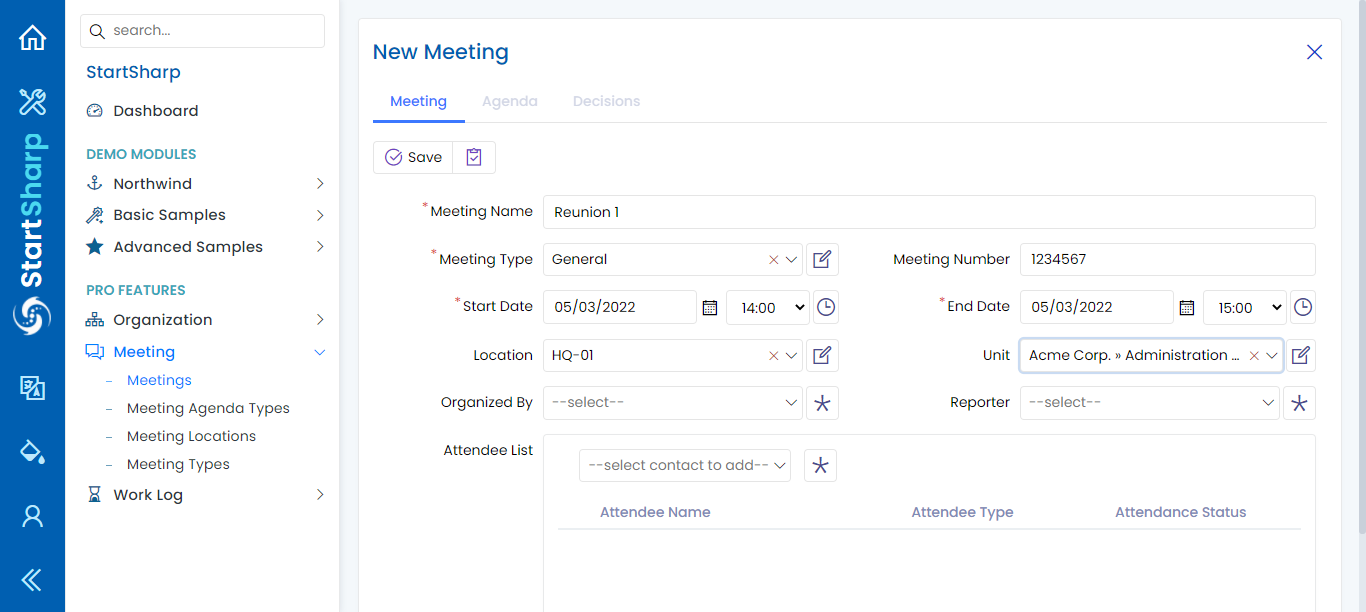 search...
StartSharp
StartSharp
Dashboard
DEMO MODULES
Northwind
Basic Samples
Advanced Samples
PRO FEATURES
Organization
Meeting
Meetings
Meeting Agenda Types
Meeting Locations
Meeting Types
Work Log
New Meeting
Meeting Agenda Decisions
Save
*Meeting Name Reunion 1
*Meeting Type General Meeting Number 1234567
*Start Date 05/03/2022 14:00 *End Date 05/03/2022 15:00
Location HQ-01 Unit Acme Corp. » Administration ...
Organized By --select-- Reporter --select--
Attendee List
--select contact to add--
Attendee Name Attendee Type Attendance Status